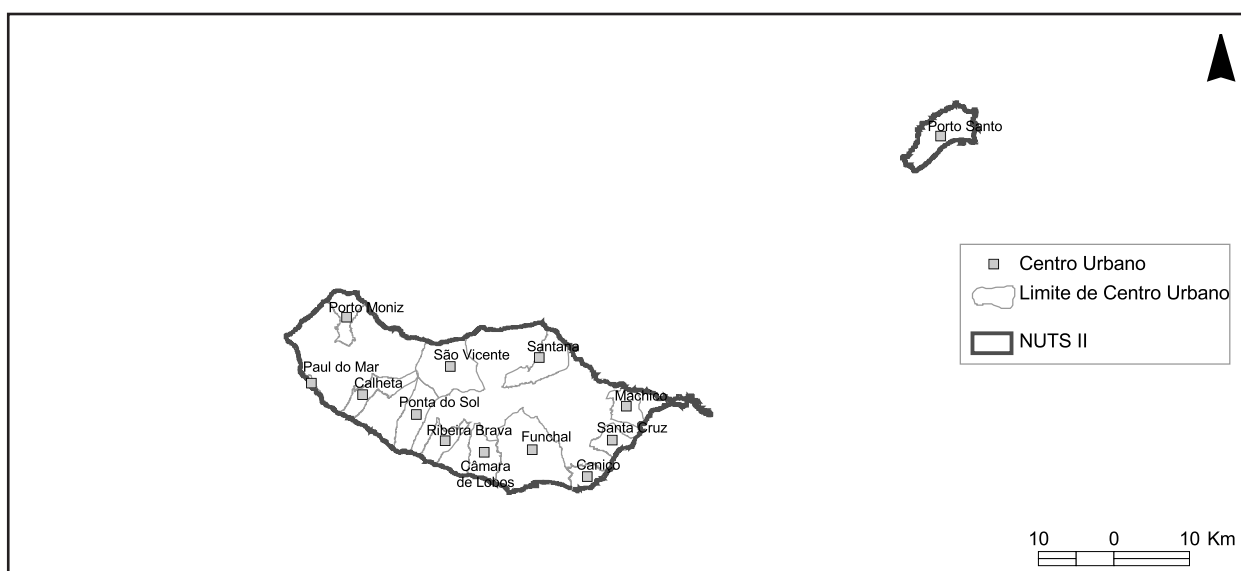 Porto Santo
Centro Urbano
Limite de Centro Urbano
NUTS II
Porto Moniz
São Vicente
Santana
Paul do Mar
Calheta
Machico
Ponta do Sol
Ribeira Brava
Funchal
Santa Cruz
Câmara
de Lobos
Caniço
10 0 10 Km